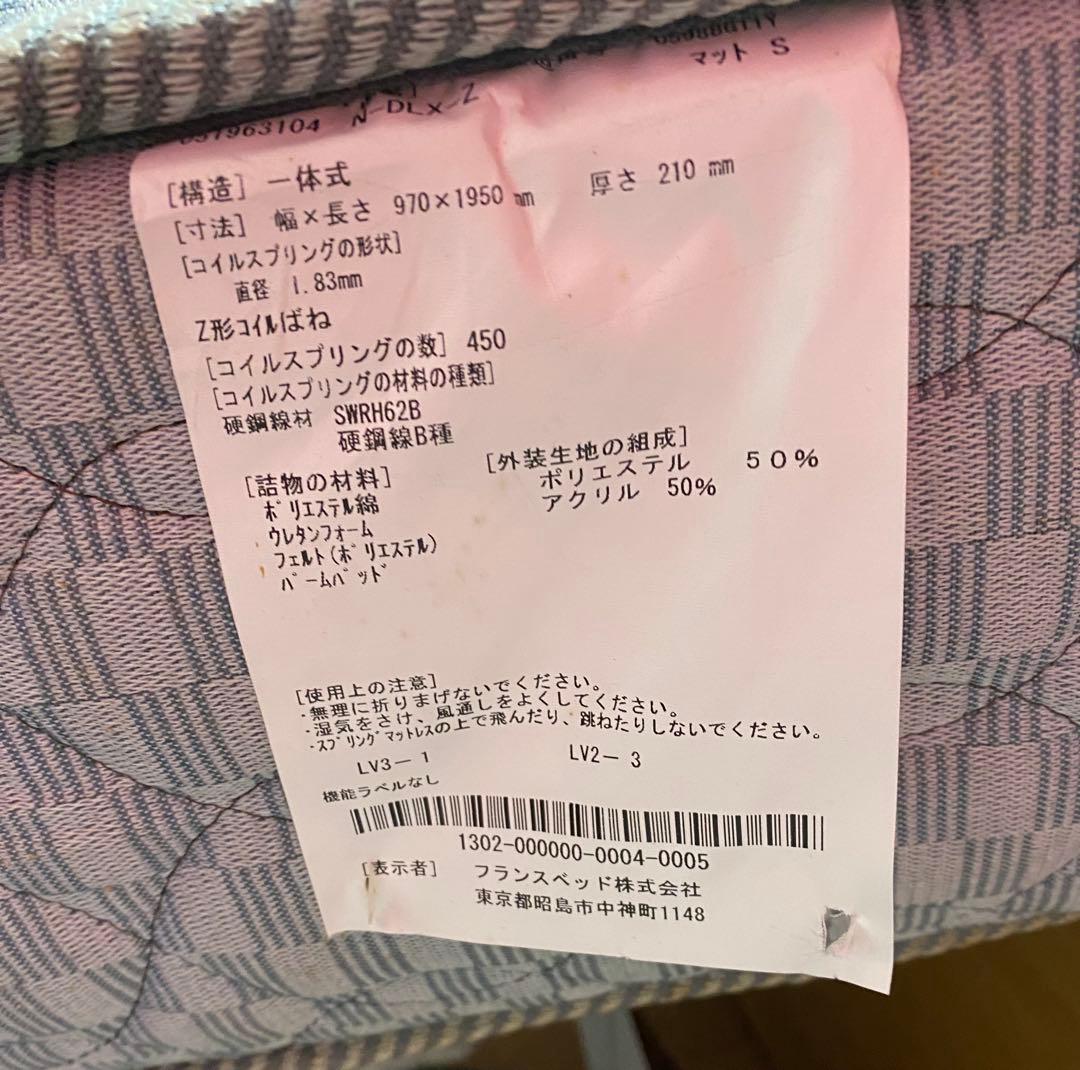 マット S
N-DLX-Z
[構造] 一体式
[寸法] 幅×長さ 970×1950 mm 厚さ 210 mm
[コイルスプリングの形状]
直径 1.83mm
Z形コイルばね
[コイルスプリングの数] 450
[コイルスプリングの材料の種類]
硬鋼線材 SWRH62B
硬鋼線B種
[詰物の材料]
ポリエステル綿
ウレタンフォーム
フェルト(ポリエステル)
パームパッド
[外装生地の組成]
ポリエステル 50%
アクリル 50%
[使用上の注意]
・無理に折りまげないでください。
・湿気をさけ、風通しをよくしてください。
・スプリングマットレスの上で飛んだり、跳ねたりしないでください。
LV3-1 LV2-3
機能ラベルなし
1302-000000-0004-0005
[表示者] フランスベッド株式会社
東京都昭島市中神町1148